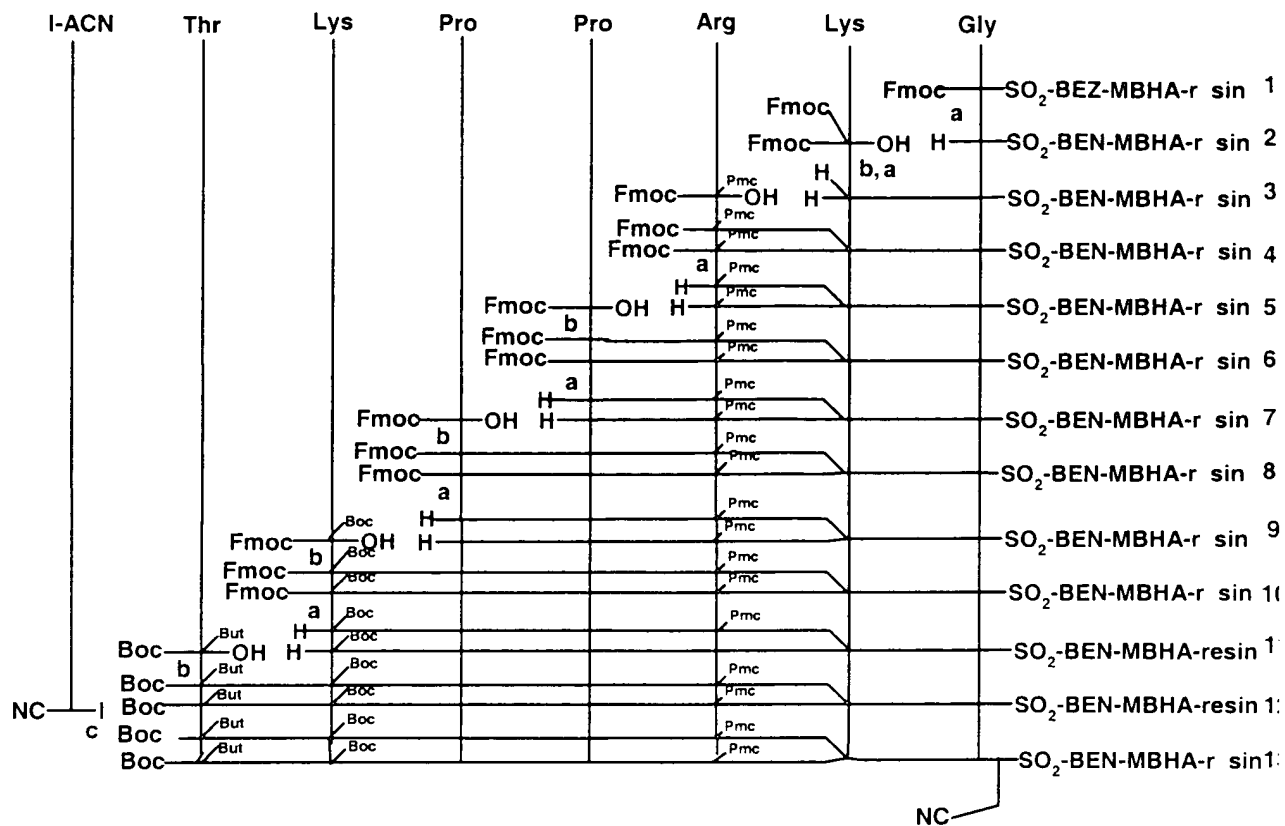 I-ACN Thr Lys Pro Pro Arg Lys Gly
Fmoc SO2-BEZ-MBHA-r sin 1
a
Fmoc
Fmoc OH H SO2-BEN-MBHA-r sin 2
b, a
Fmoc Pmc OH H H SO2-BEN-MBHA-r sin 3
Fmoc Pmc
Fmoc Pmc SO2-BEN-MBHA-r sin 4
a
H Pmc
Fmoc OH H Pmc SO2-BEN-MBHA-r sin 5
b
Fmoc Pmc
Fmoc Pmc SO2-BEN-MBHA-r sin 6
a
H Pmc
Fmoc OH H Pmc SO2-BEN-MBHA-r sin 7
b
Fmoc Pmc
Fmoc Pmc SO2-BEN-MBHA-r sin 8
a
H Pmc
Fmoc Boc OH H Pmc SO2-BEN-MBHA-r sin 9
b
Fmoc Boc Pmc
Fmoc Boc Pmc SO2-BEN-MBHA-r sin 10
a
H Boc Pmc
Boc But OH H Boc SO2-BEN-MBHA-resin 1
b
Boc But Boc Pmc
NC I Boc But Boc Pmc SO2-BEN-MBHA-resin 1
c
Boc But Boc Pmc
Boc But Boc Pmc SO2-BEN-MBHA-r sin 1
NC